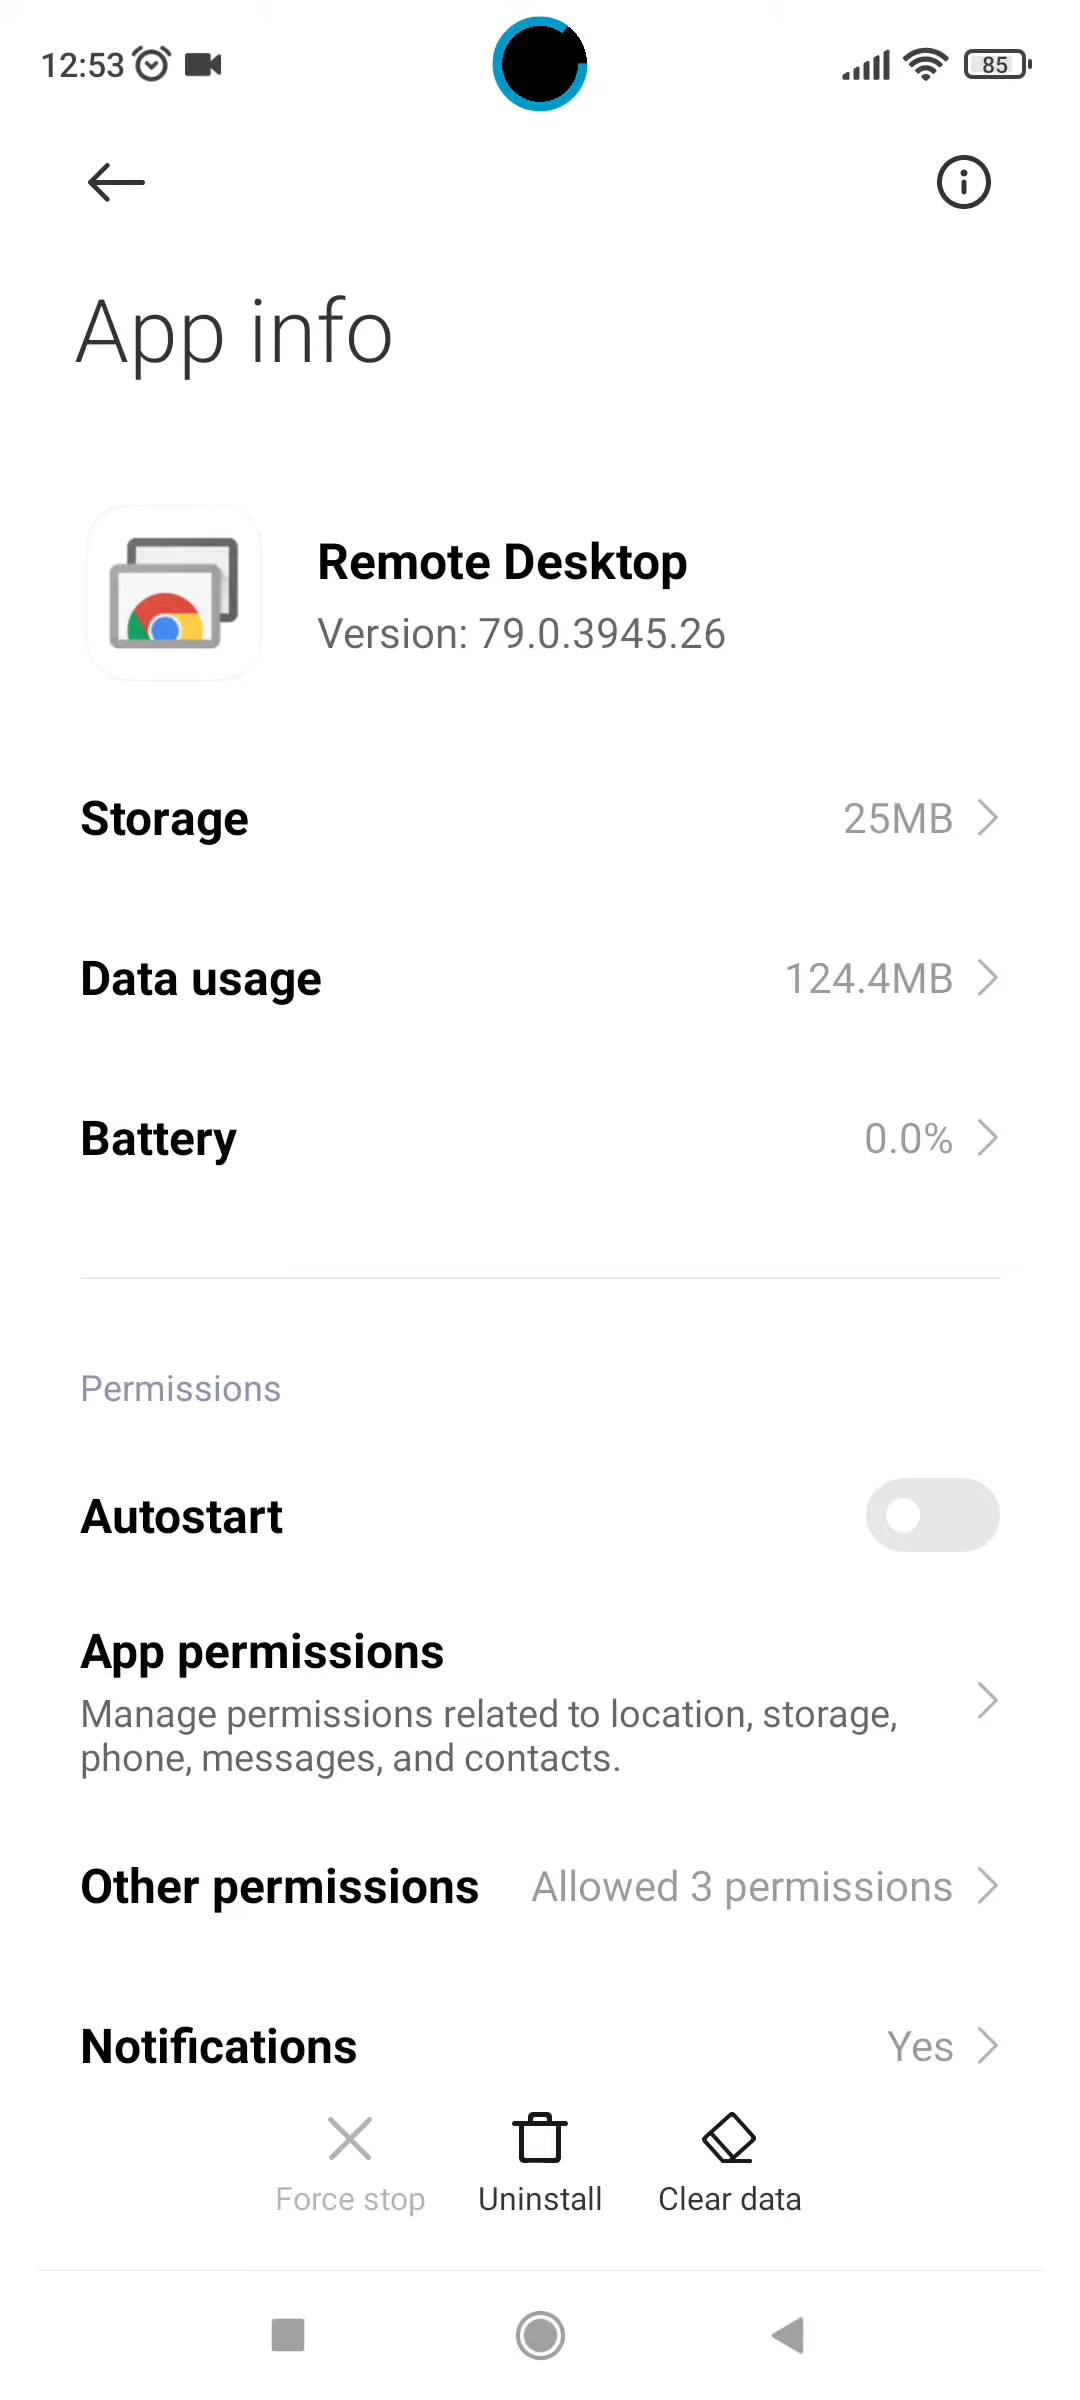 12:53
85
App info
Remote Desktop
Version: 79.0.3945.26
Storage 25MB
Data usage 124.4MB
Battery 0.0%
Permissions
Autostart
App permissions
Manage permissions related to location, storage,
phone, messages, and contacts.
Other permissions Allowed 3 permissions
Notifications Yes
Force stop Uninstall Clear data